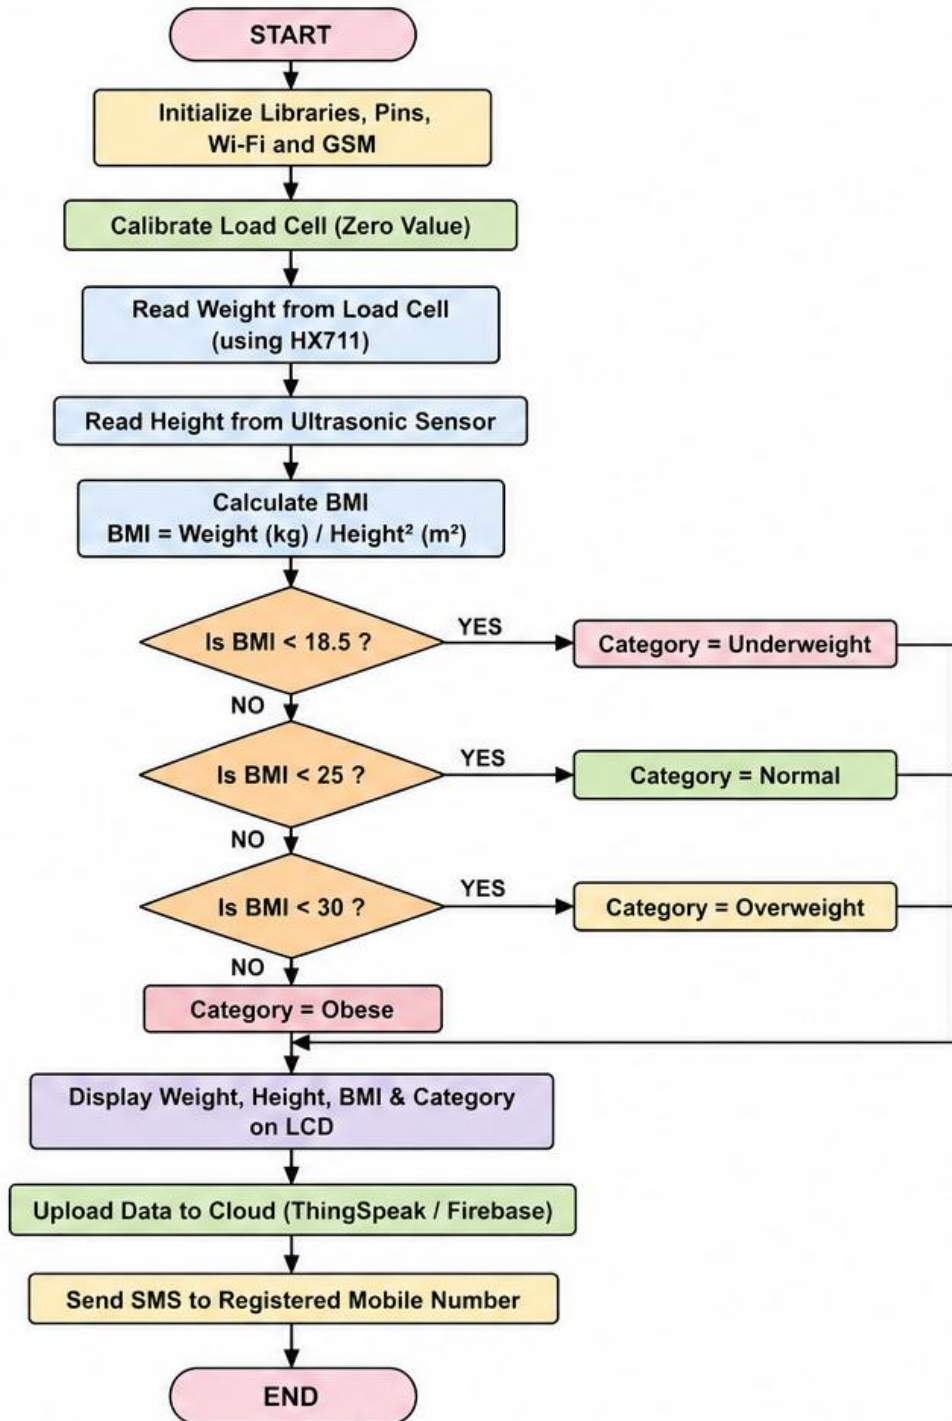 START
Initialize Libraries, Pins,
Wi-Fi and GSM
Calibrate Load Cell (Zero Value)
Read Weight from Load Cell
(using HX711)
Read Height from Ultrasonic Sensor
Calculate BMI
BMI = Weight (kg) / Height² (m²)
Is BMI < 18.5 ?
YES
Category = Underweight
NO
Is BMI < 25 ?
YES
Category = Normal
NO
Is BMI < 30 ?
YES
Category = Overweight
NO
Category = Obese
Display Weight, Height, BMI & Category
on LCD
Upload Data to Cloud (ThingSpeak / Firebase)
Send SMS to Registered Mobile Number
END